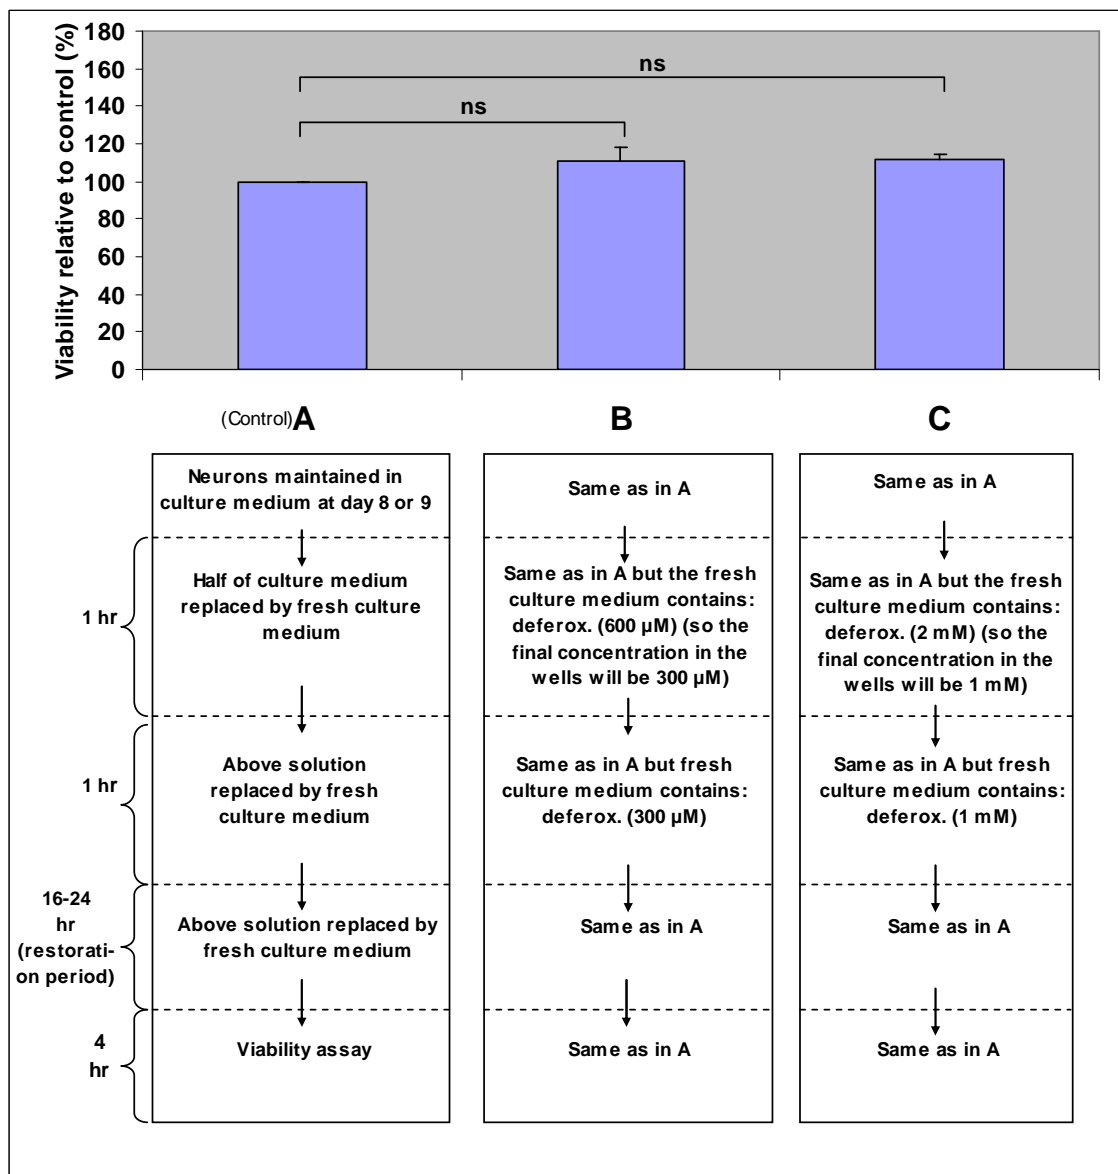 Viability relative to control (%)
180
160
140
120
100
80
60
40
20
0
ns
ns
(Control) A
B
C
Neurons maintained in
culture medium at day 8 or 9
Same as in A
Same as in A
1 hr
Half of culture medium
replaced by fresh culture
medium
Same as in A but the fresh
culture medium contains:
deferox. (600 µM) (so the
final concentration in the
wells will be 300 µM)
Same as in A but the fresh
culture medium contains:
deferox. (2 mM) (so the
final concentration in the
wells will be 1 mM)
1 hr
Above solution
replaced by fresh
culture medium
Same as in A but fresh
culture medium contains:
deferox. (300 µM)
Same as in A but fresh
culture medium contains:
deferox. (1 mM)
16-24
hr
(restorati-
on period)
Above solution replaced by
fresh culture medium
Same as in A
Same as in A
4
hr
Viability assay
Same as in A
Same as in A